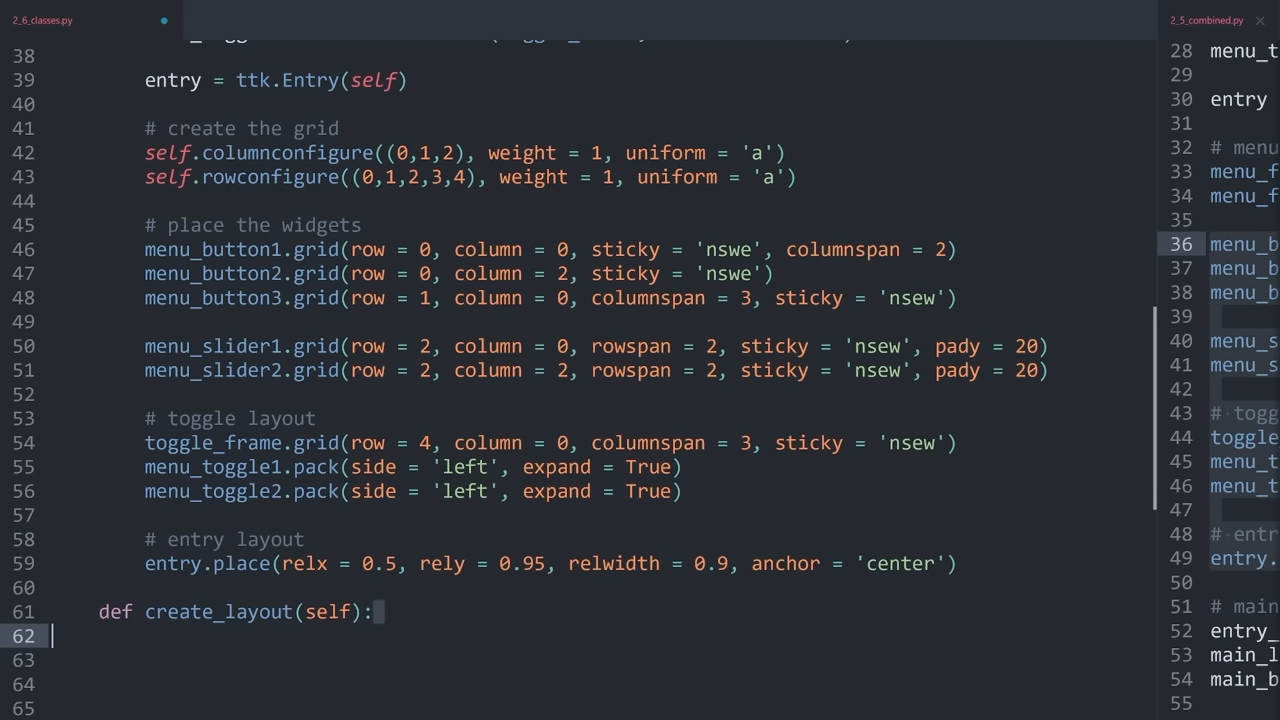 2_6_classes.py
38
39 entry = ttk.Entry(self)
40
41 # create the grid
42 self.columnconfigure((0,1,2), weight = 1, uniform = 'a')
43 self.rowconfigure((0,1,2,3,4), weight = 1, uniform = 'a')
44
45 # place the widgets
46 menu_button1.grid(row = 0, column = 0, sticky = 'nswe', columnspan = 2)
47 menu_button2.grid(row = 0, column = 2, sticky = 'nswe')
48 menu_button3.grid(row = 1, column = 0, columnspan = 3, sticky = 'nsew')
49
50 menu_slider1.grid(row = 2, column = 0, rowspan = 2, sticky = 'nsew', pady = 20)
51 menu_slider2.grid(row = 2, column = 2, rowspan = 2, sticky = 'nsew', pady = 20)
52
53 # toggle layout
54 toggle_frame.grid(row = 4, column = 0, columnspan = 3, sticky = 'nsew')
55 menu_toggle1.pack(side = 'left', expand = True)
56 menu_toggle2.pack(side = 'left', expand = True)
57
58 # entry layout
59 entry.place(relx = 0.5, rely = 0.95, relwidth = 0.9, anchor = 'center')
60
61 def create_layout(self):
62
63
64
65
2_5_combined.py
28 menu_t
29
30 entry
31
32 # menu
33 menu_f
34 menu_f
35
36 menu_b
37 menu_b
38 menu_b
39
40 menu_s
41 menu_s
42
43 # togg
44 toggle
45 menu_t
46 menu_t
47
48 # entr
49 entry.
50
51 # main
52 entry_
53 main_l
54 main_b
55